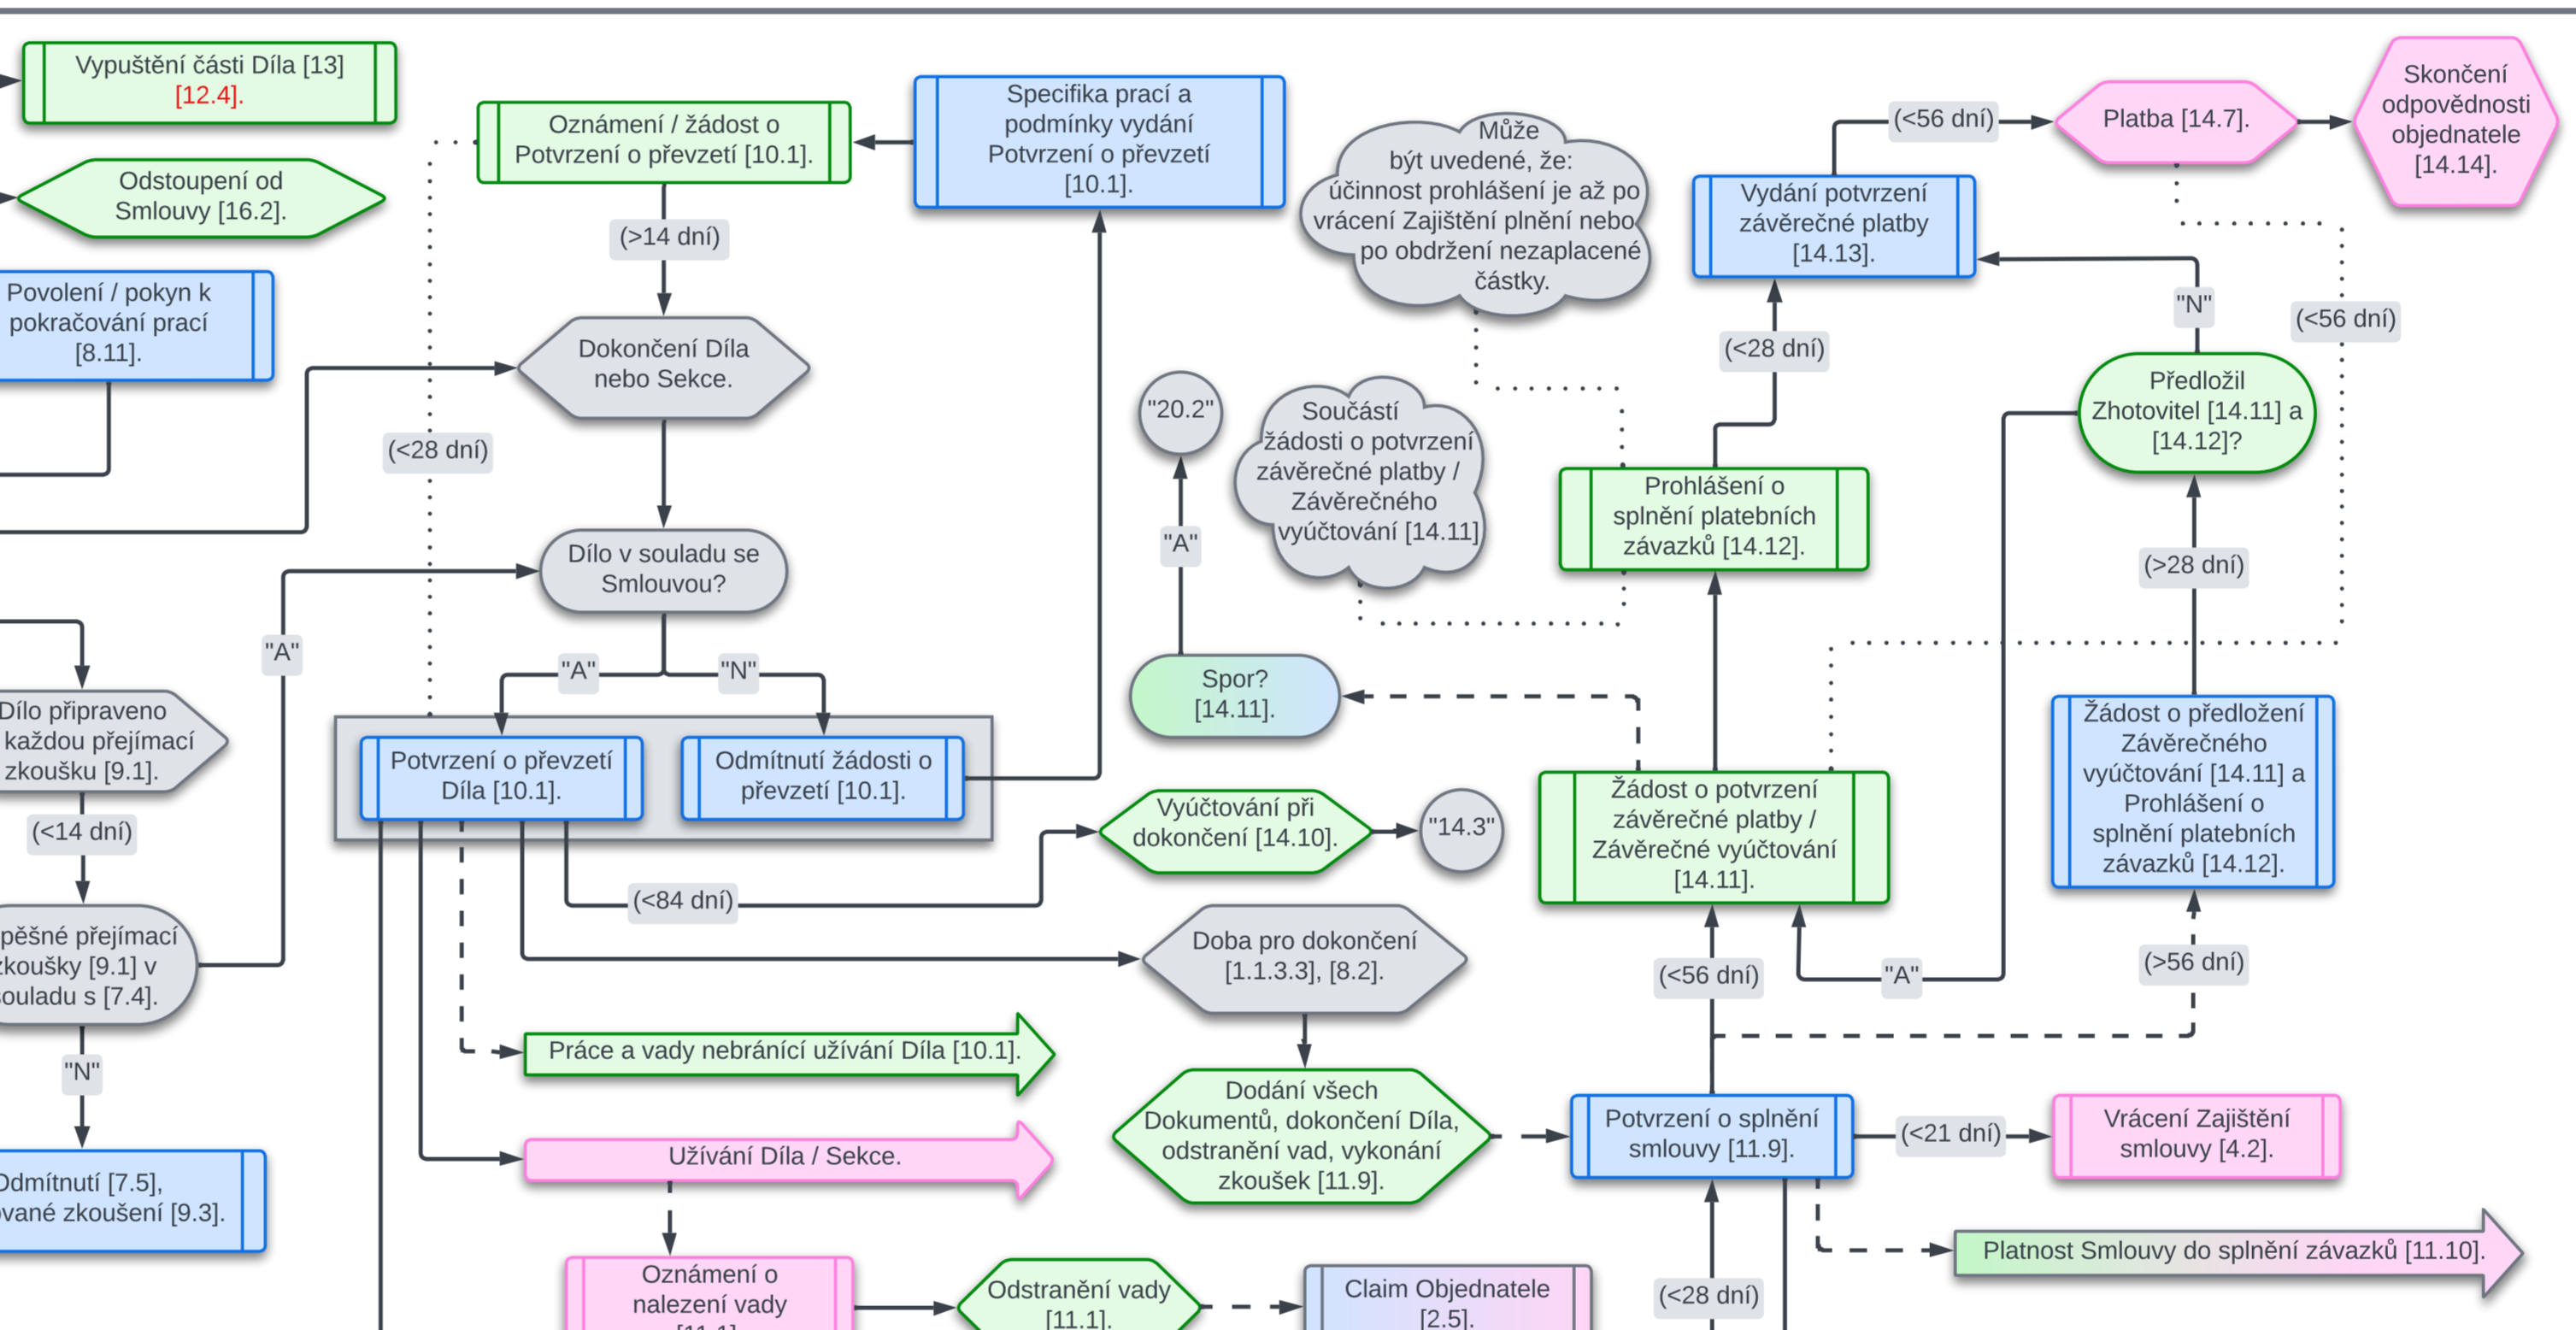 Vypuštění části Díla [13]
[12.4].
Odstoupení od
Smlouvy [16.2].
Povolení / pokyn k
pokračování prací
[8.11].
Oznámení / žádost o
Potvrzení o převzetí [10.1].
Specifika prací a
podmínky vydání
Potvrzení o převzetí
[10.1].
(>14 dní)
Dokončení Díla
nebo Sekce.
(<28 dní)
Dílo v souladu se
Smlouvou?
"A"
"A"
"N"
Potvrzení o převzetí
Díla [10.1].
Odmítnutí žádosti o
převzetí [10.1].
Dílo připraveno
každou přejímací
zkoušku [9.1].
(<14 dní)
přejímací
[9.1] v
s [7.4].
"N"
Odmítnutí [7.5],
zkoušení [9.3].
Může
být uvedené, že:
účinnost prohlášení je až po
vrácení Zajištění plnění nebo
po obdržení nezaplacené
částky.
"20.2"
"A"
Součástí
žádosti o potvrzení
závěrečné platby /
Závěrečného
vyúčtování [14.11]
Spor?
[14.11].
Vyúčtování při
dokončení [14.10].
"14.3"
(<84 dní)
Doba pro dokončení
[1.1.3.3], [8.2].
Práce a vady nebránící užívání Díla [10.1].
Užívání Díla / Sekce.
Dodání všech
Dokumentů, dokončení Díla,
odstranění vad, vykonání
zkoušek [11.9].
Oznámení o
nalezení vady
Odstranění vady
[11.1].
Claim Objednatele
[2.5].
(<56 dní)
Platba [14.7].
Skončení
odpovědnosti
objednatele
[14.14].
Vydání potvrzení
závěrečné platby
[14.13].
(<28 dní)
"N"
(<56 dní)
Předložil
Zhotovitel [14.11] a
[14.12]?
Prohlášení o
splnění platebních
závazků [14.12].
(>28 dní)
Žádost o potvrzení
závěrečné platby /
Závěrečné vyúčtování
[14.11].
Žádost o předložení
Závěrečného
vyúčtování [14.11] a
Prohlášení o
splnění platebních
závazků [14.12].
(<56 dní)
"A"
(>56 dní)
Potvrzení o splnění
smlouvy [11.9].
(<21 dní)
Vrácení Zajištění
smlouvy [4.2].
Platnost Smlouvy do splnění závazků [11.10].
(<28 dní)